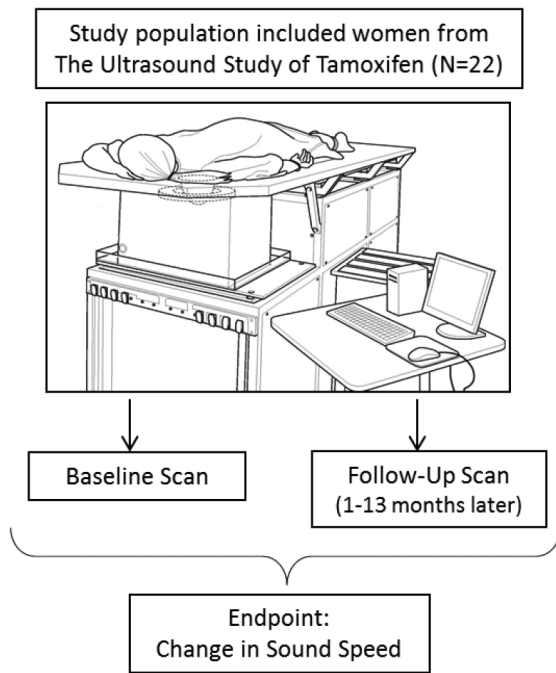 Study population included women from
The Ultrasound Study of Tamoxifen (N=22)
Baseline Scan
Follow-Up Scan
(1-13 months later)
Endpoint:
Change in Sound Speed